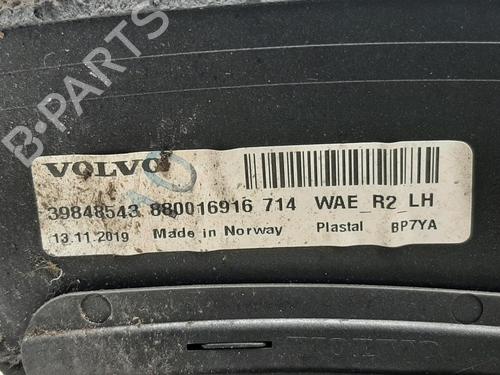 B-PARTS
VOLVO
39848543 880016916 714 WAE_R2_LH
13.11.2019 Made in Norway Plastal BP7YA